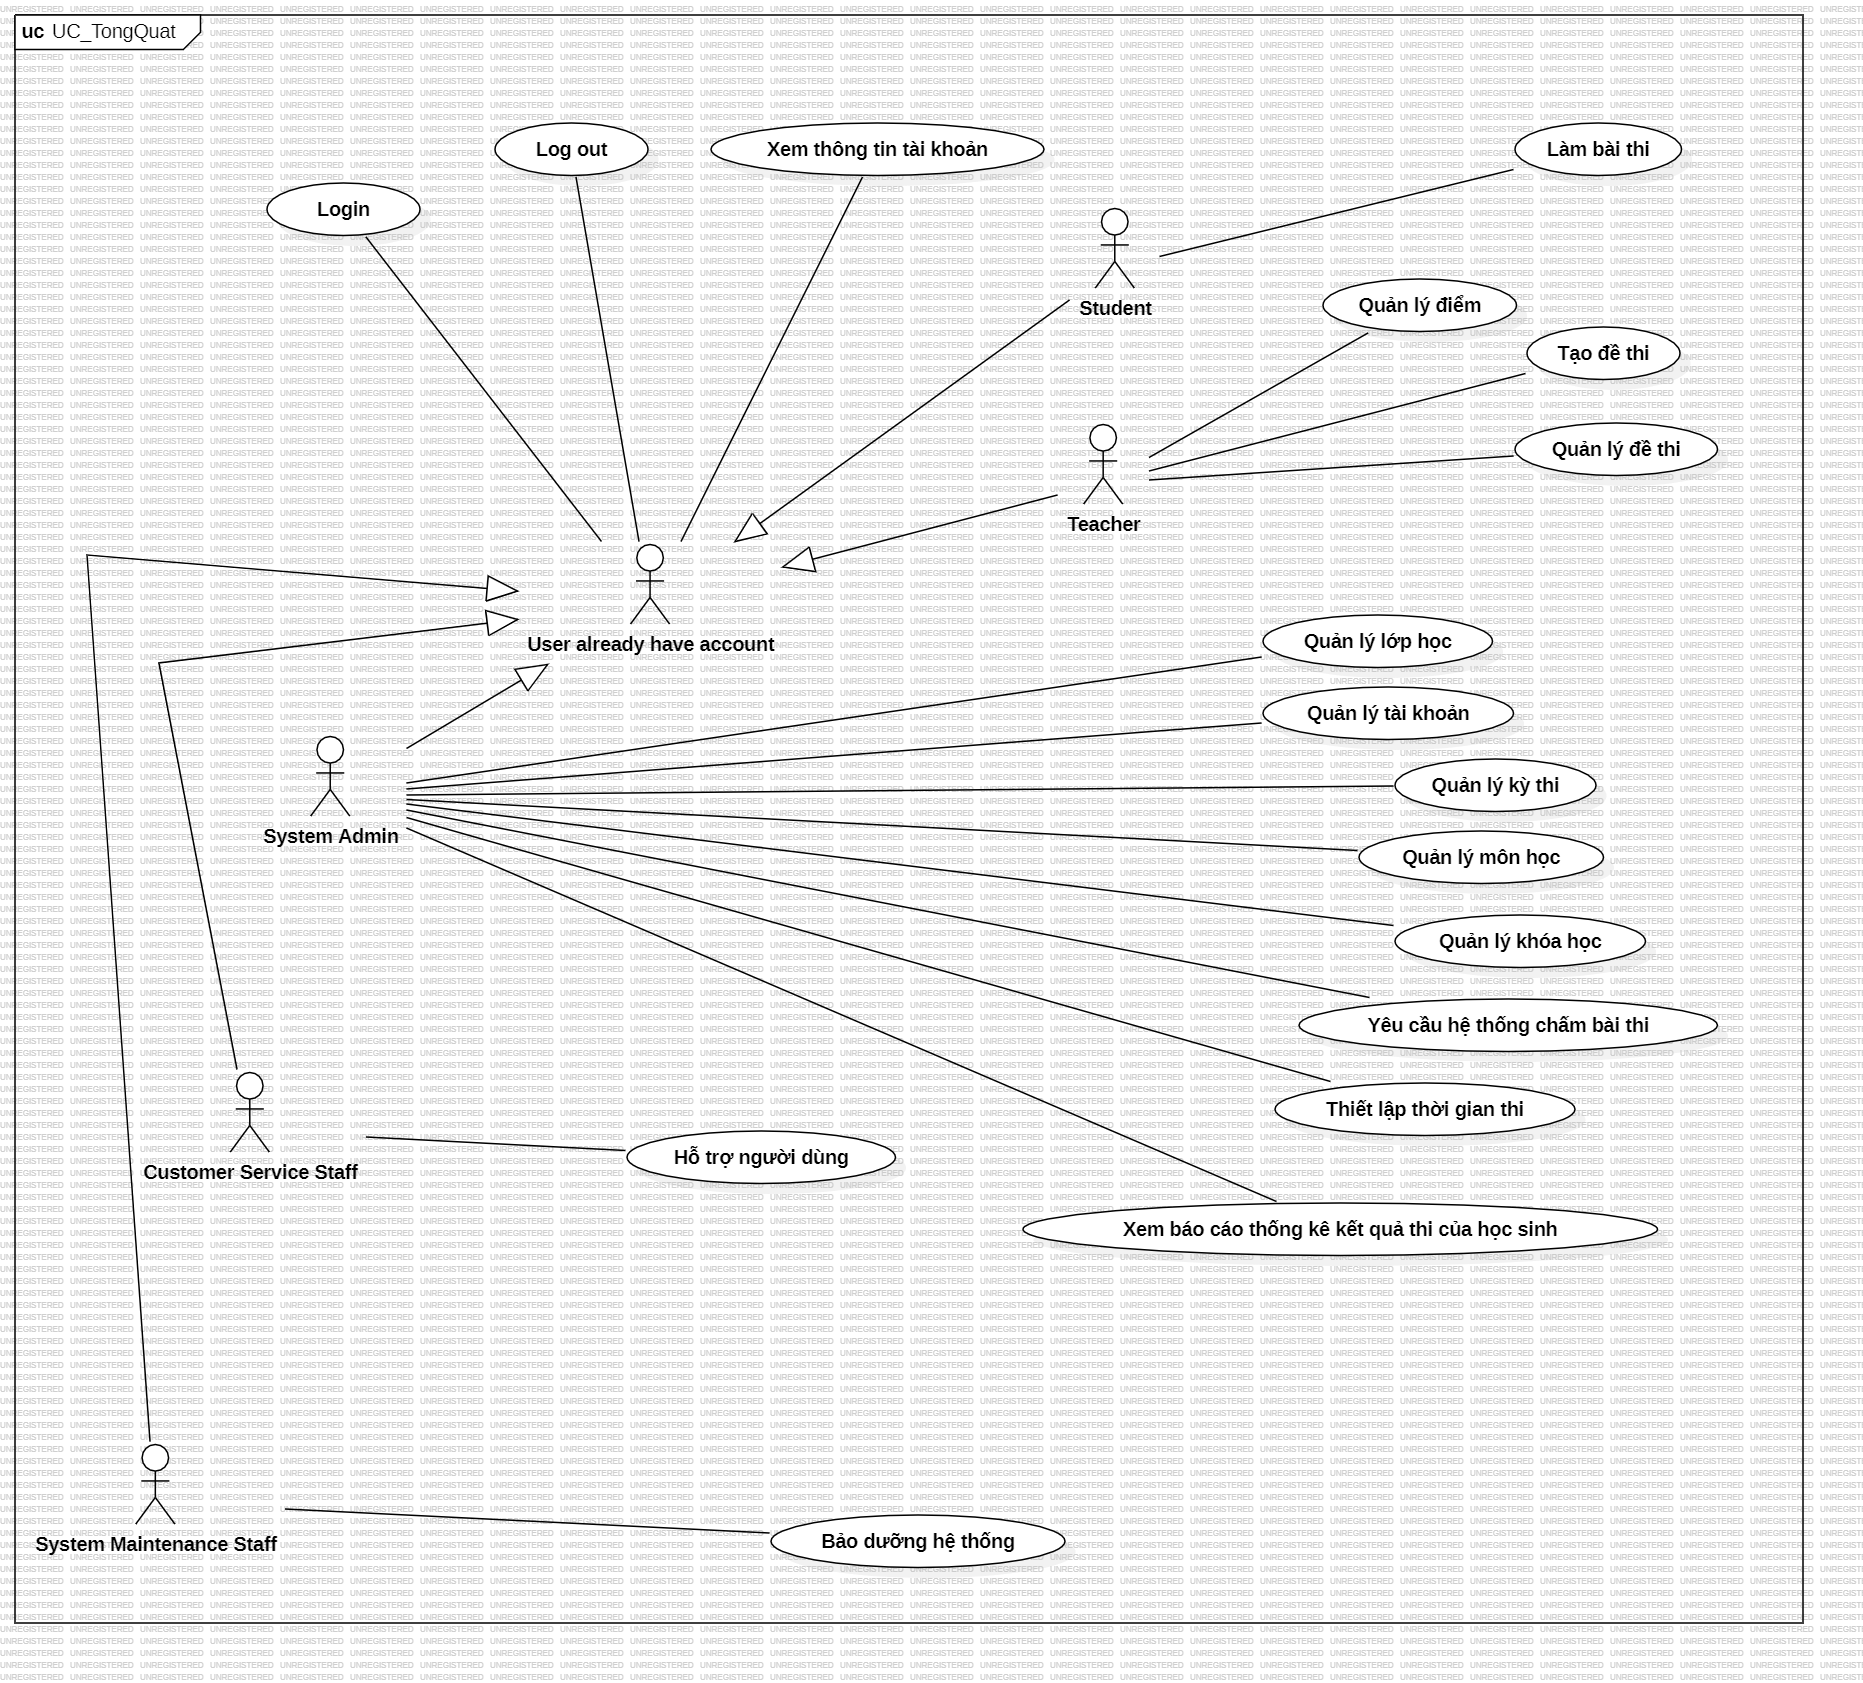 uc UC_TongQuat
Log out
Xem thông tin tài khoản
Làm bài thi
Login
Student
Quản lý điểm
Tạo đề thi
Quản lý đề thi
Teacher
User already have account
Quản lý lớp học
Quản lý tài khoản
Quản lý kỳ thi
System Admin
Quản lý môn học
Quản lý khóa học
Yêu cầu hệ thống chấm bài thi
Thiết lập thời gian thi
Customer Service Staff
Hỗ trợ người dùng
Xem báo cáo thống kê kết quả thi của học sinh
System Maintenance Staff
Bảo dưỡng hệ thống
UNREGISTERED